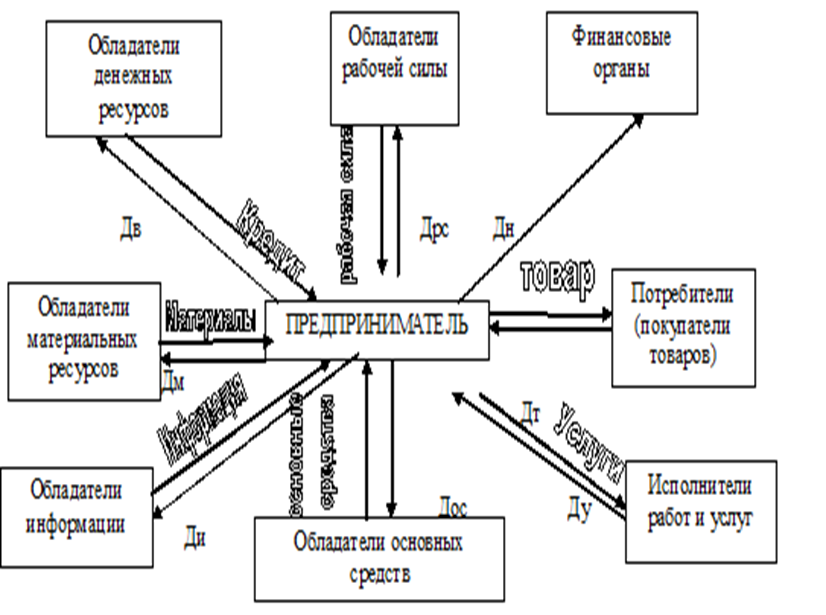 Обладатели
денежных
ресурсов
Обладатели
рабочей силы
Финансовые
органы
рабочая сила
Кредит
Дв
Дрс
Дн
товар
Обладатели
материальных
ресурсов
Материалы
ПРЕДПРИНИМАТЕЛЬ
Потребители
(покупатели
товаров)
Дм
Информация
основные
средства
Дт
Услуги
Обладатели
информации
Ди
Дос
Ду
Исполнители
работ и услуг
Обладатели основных
средств